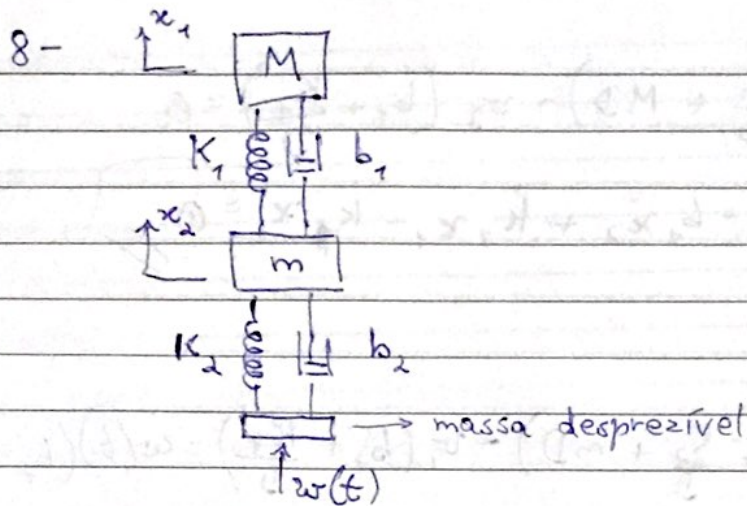 8-
x₁
M
K₁ b₁
x₂
m
K₂ b₂
massa desprezível
w(t)